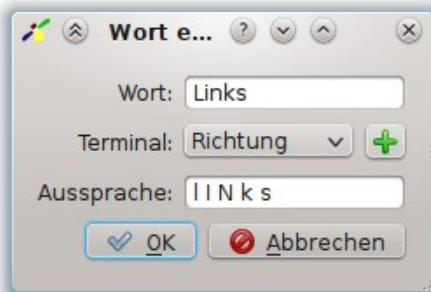 Wort e...
Wort: Links
Terminal: Richtung
Aussprache: l I N k s
OK Abbrechen